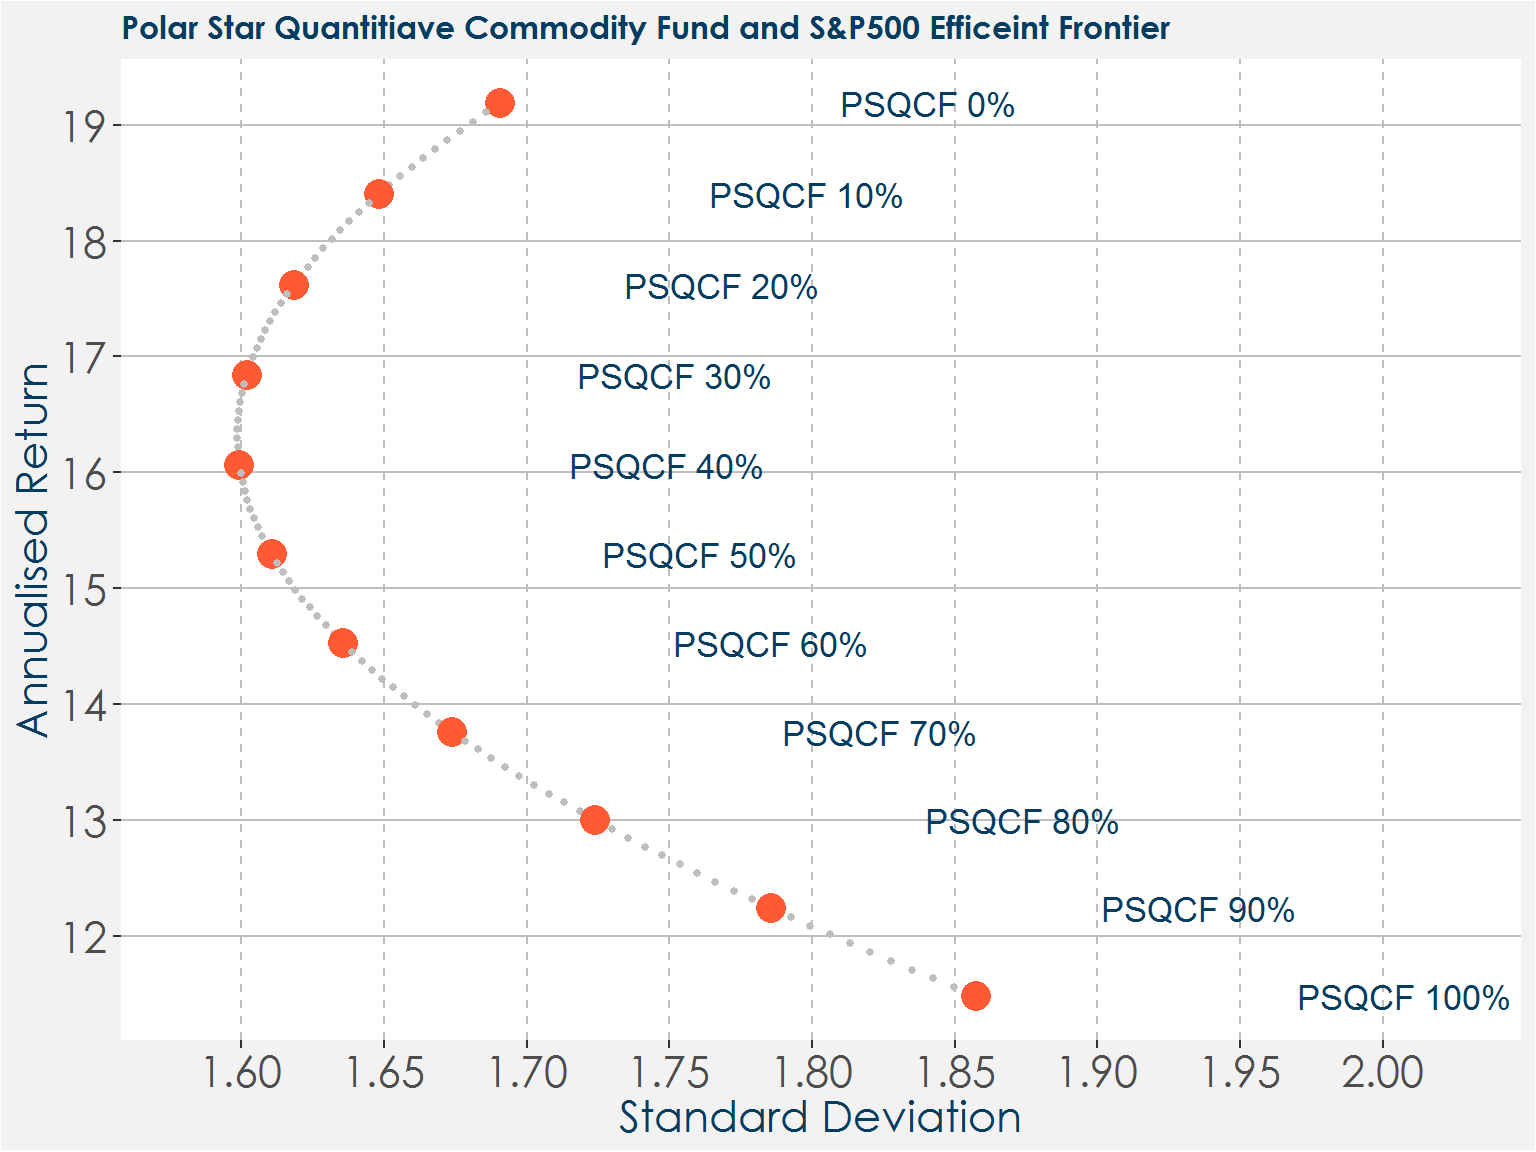 Polar Star Quantitiave Commodity Fund and S&P500 Efficeint Frontier
PSQCF 0%
19
PSQCF 10%
18
PSQCF 20%
17
PSQCF 30%
16
PSQCF 40%
Annualised Return
PSQCF 50%
15
PSQCF 60%
14
PSQCF 70%
13
PSQCF 80%
PSQCF 90%
12
PSQCF 100%
1.60 1.65 1.70 1.75 1.80 1.85 1.90 1.95 2.00
Standard Deviation